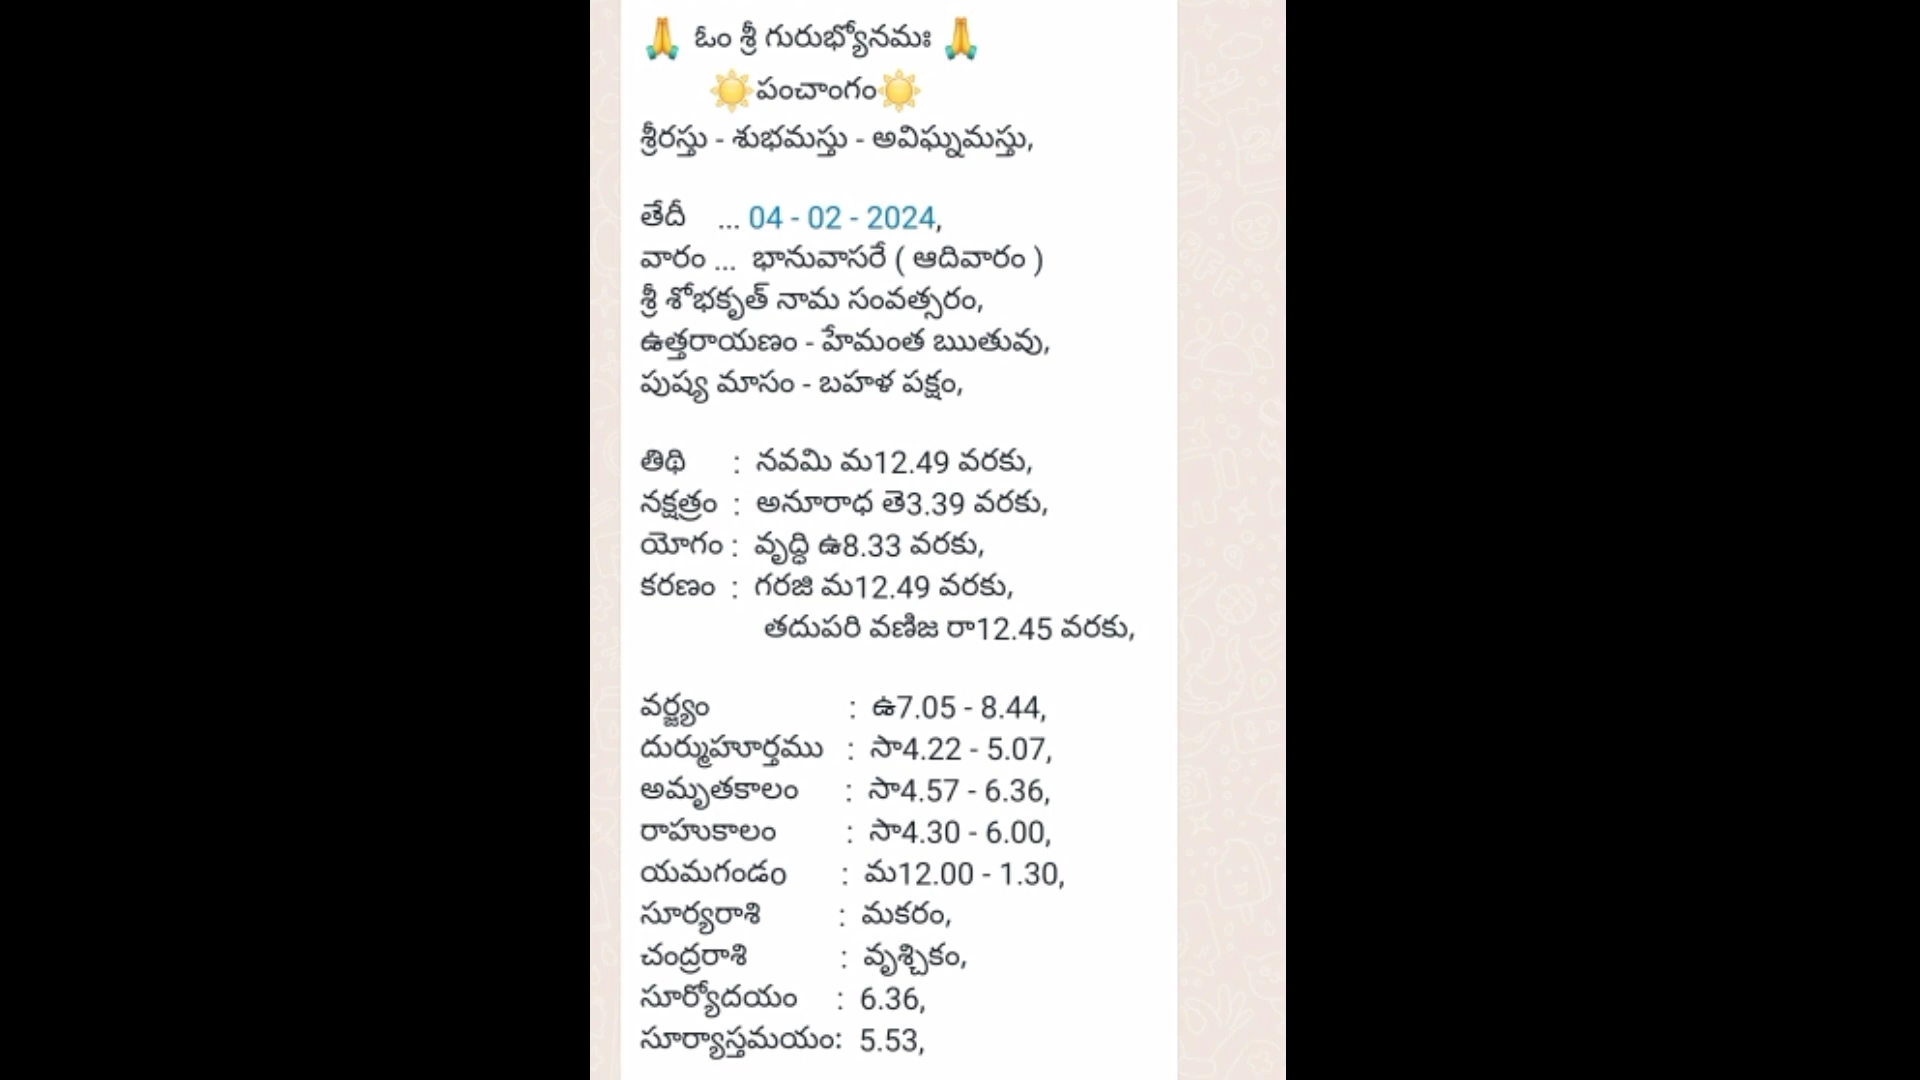 🙏 ఓం శ్రీ గురుభ్యోనమః 🙏
☀️పంచాంగం☀️
శ్రీరస్తు - శుభమస్తు - అవిఘ్నమస్తు,
తేదీ ... 04 - 02 - 2024,
వారం ... భానువాసరే ( ఆదివారం )
శ్రీ శోభకృత్ నామ సంవత్సరం,
ఉత్తరాయణం - హేమంత ఋతువు,
పుష్య మాసం - బహళ పక్షం,
తిథి : నవమి మ12.49 వరకు,
నక్షత్రం : అనూరాధ తె3.39 వరకు,
యోగం : వృద్ధి ఉ8.33 వరకు,
కరణం : గరజి మ12.49 వరకు,
తదుపరి వణిజ రా12.45 వరకు,
వర్జ్యం : ఉ7.05 - 8.44,
దుర్ముహూర్తము : సా4.22 - 5.07,
అమృతకాలం : సా4.57 - 6.36,
రాహుకాలం : సా4.30 - 6.00,
యమగండం : మ12.00 - 1.30,
సూర్యరాశి : మకరం,
చంద్రరాశి : వృశ్చికం,
సూర్యోదయం : 6.36,
సూర్యాస్తమయం: 5.53,